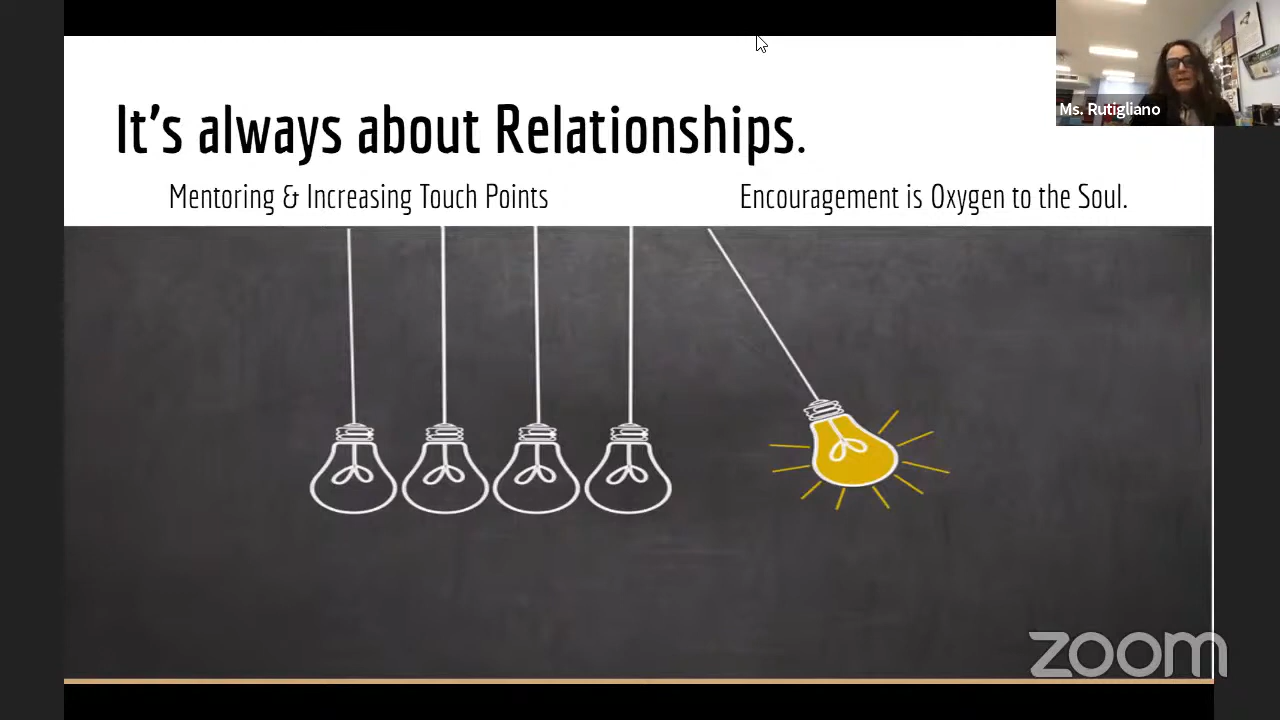 It's always about Relationships.
Mentoring & Increasing Touch Points
Encouragement is Oxygen to the Soul.
Ms. Rutigliano
zoom